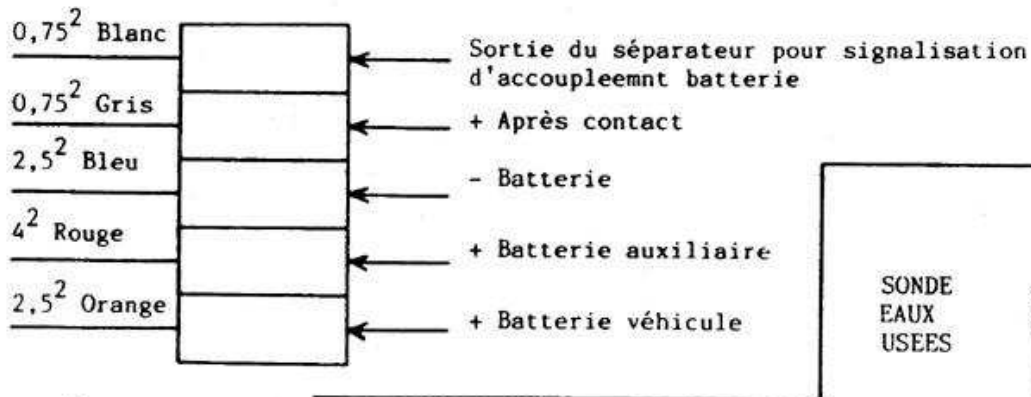 0,75² Blanc
Sortie du séparateur pour signalisation
d'accoupleemnt batterie
0,75² Gris
+ Après contact
2,5² Bleu
- Batterie
4² Rouge
+ Batterie auxiliaire
2,5² Orange
+ Batterie véhicule
SONDE
EAUX
USEES